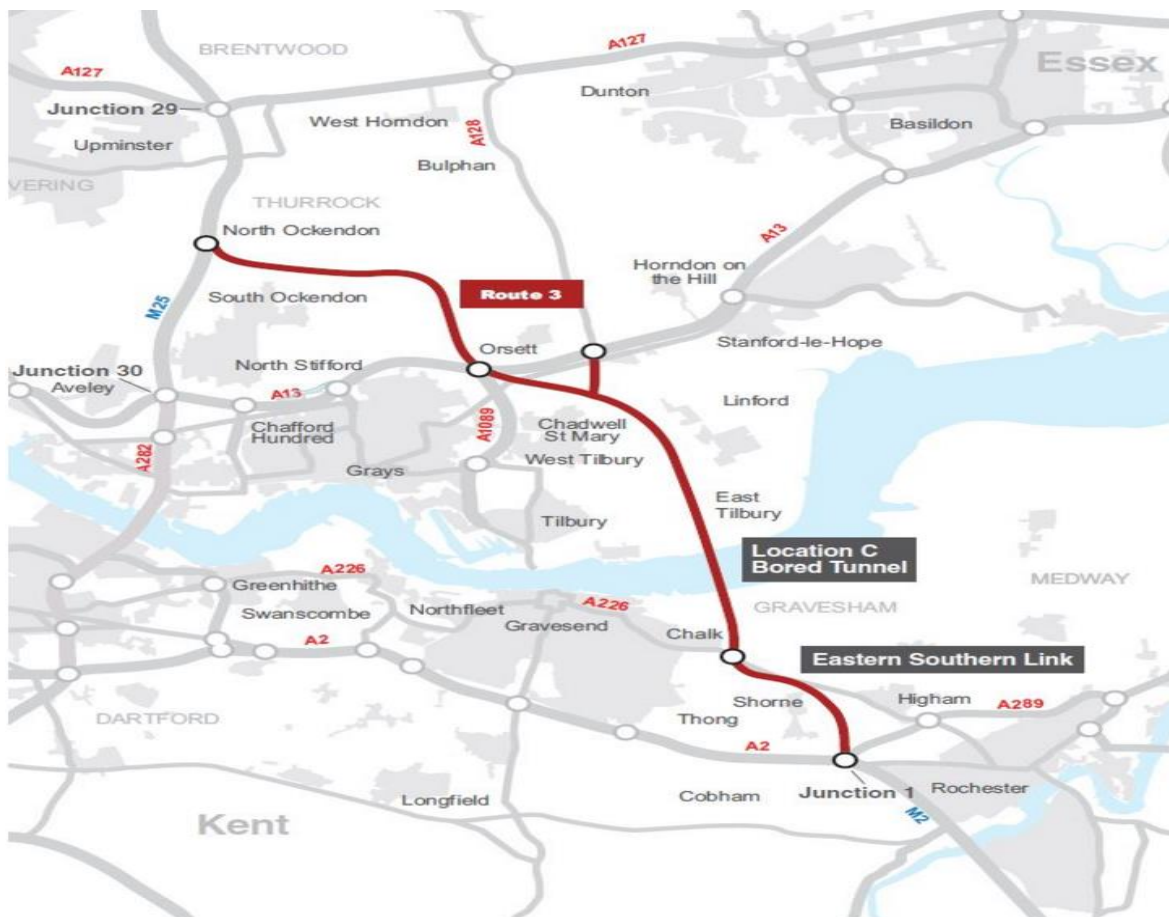 BRENTWOOD
A127
A127
Essex
Junction 29
Dunton
West Horndon
A128
Basildon
Upminster
Bulphan
VERING
THURROCK
North Ockendon
A13
Horndon on
the Hill
South Ockendon
Route 3
M25
Orsett
Stanford-le-Hope
North Stifford
Junction 30
Aveley
A13
Linford
Chafford
Hundred
A1089
Chadwell
St Mary
A282
Grays
West Tilbury
East
Tilbury
Tilbury
Location C
Bored Tunnel
A226
Greenhithe
MEDWAY
Swanscombe
Northfleet
A226
GRAVESHAM
Gravesend
Chalk
A2
Eastern Southern Link
Shorne
Higham
A289
DARTFORD
Thong
A2
Longfield
Cobham
Junction 1
Rochester
M2
Kent